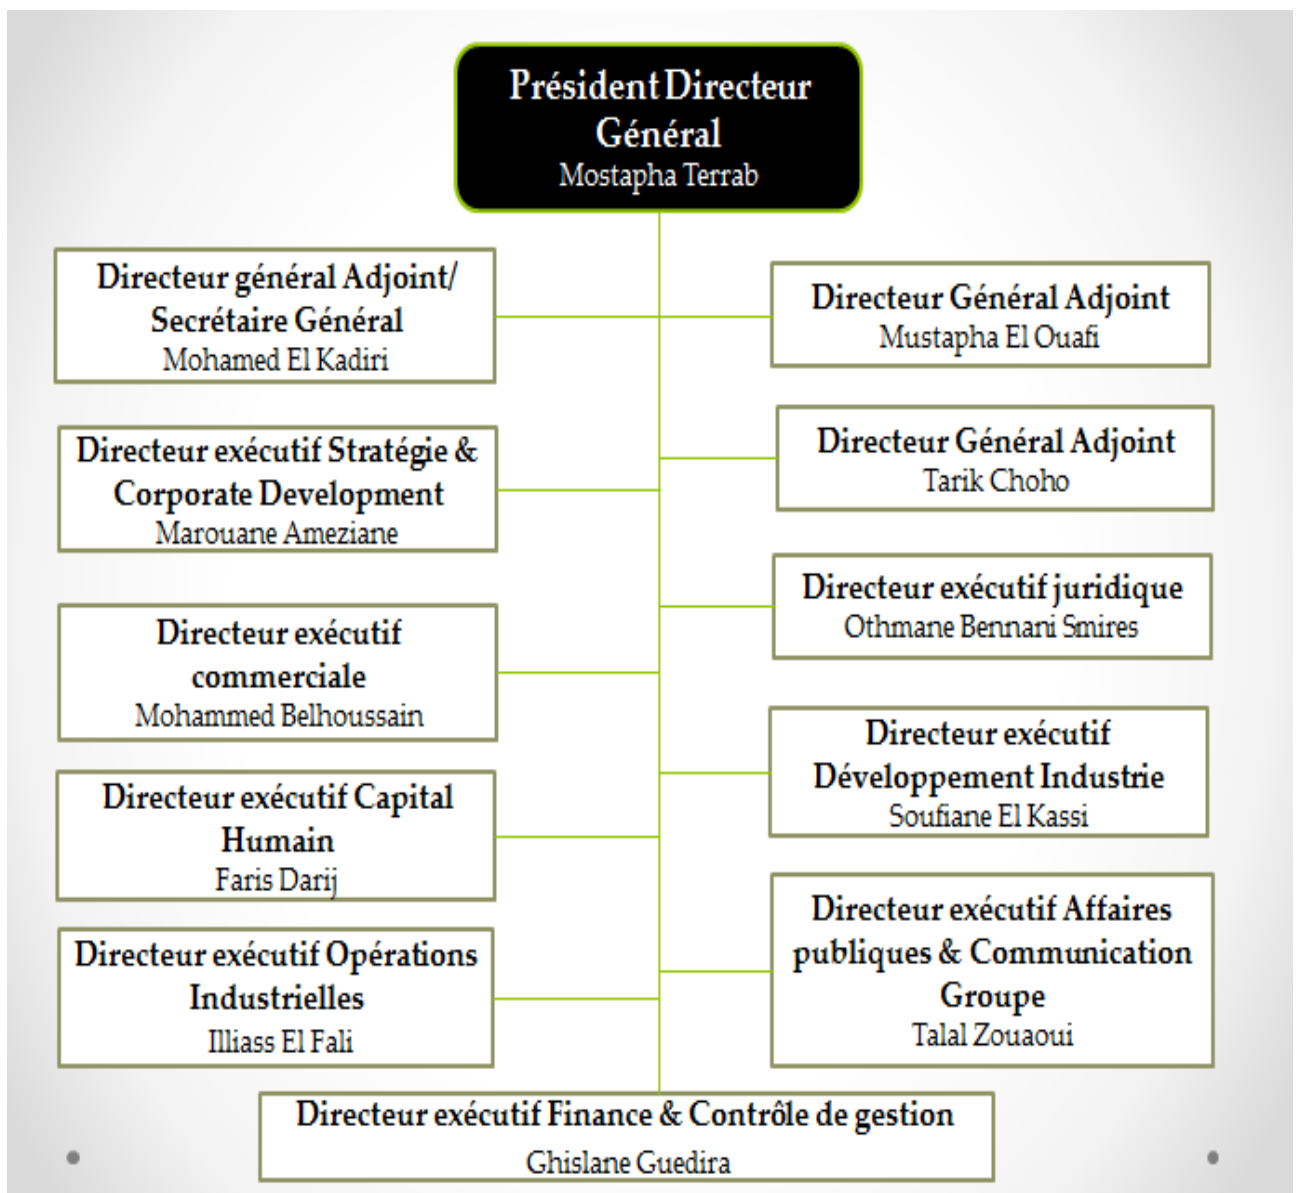 Président Directeur
Général
Mostapha Terrab
Directeur général Adjoint/
Secrétaire Général
Mohamed El Kadiri
Directeur Général Adjoint
Mustapha El Ouafi
Directeur exécutif Stratégie &
Corporate Development
Marouane Ameziane
Directeur Général Adjoint
Tarik Choho
Directeur exécutif juridique
Othmane Bennani Smires
Directeur exécutif
commerciale
Mohammed Belhoussain
Directeur exécutif
Développement Industrie
Soufiane El Kassi
Directeur exécutif Capital
Humain
Faris Darij
Directeur exécutif Affaires
publiques & Communication
Groupe
Talal Zouaoui
Directeur exécutif Opérations
Industrielles
Illiass El Fali
Directeur exécutif Finance & Contrôle de gestion
Ghislane Guedira